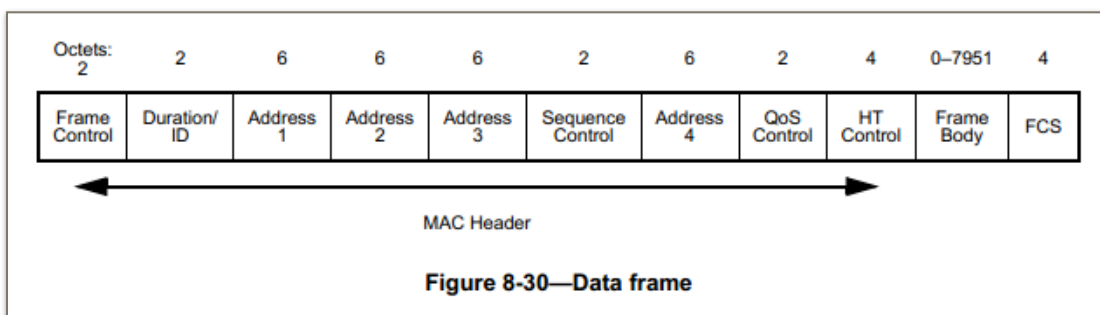 Octets:
2 2 6 6 6 2 6 2 4 0–7951 4
Frame Duration/ Address Address Address Sequence Address QoS HT Frame FCS
Control ID 1 2 3 Control 4 Control Control Body
MAC Header
Figure 8-30—Data frame